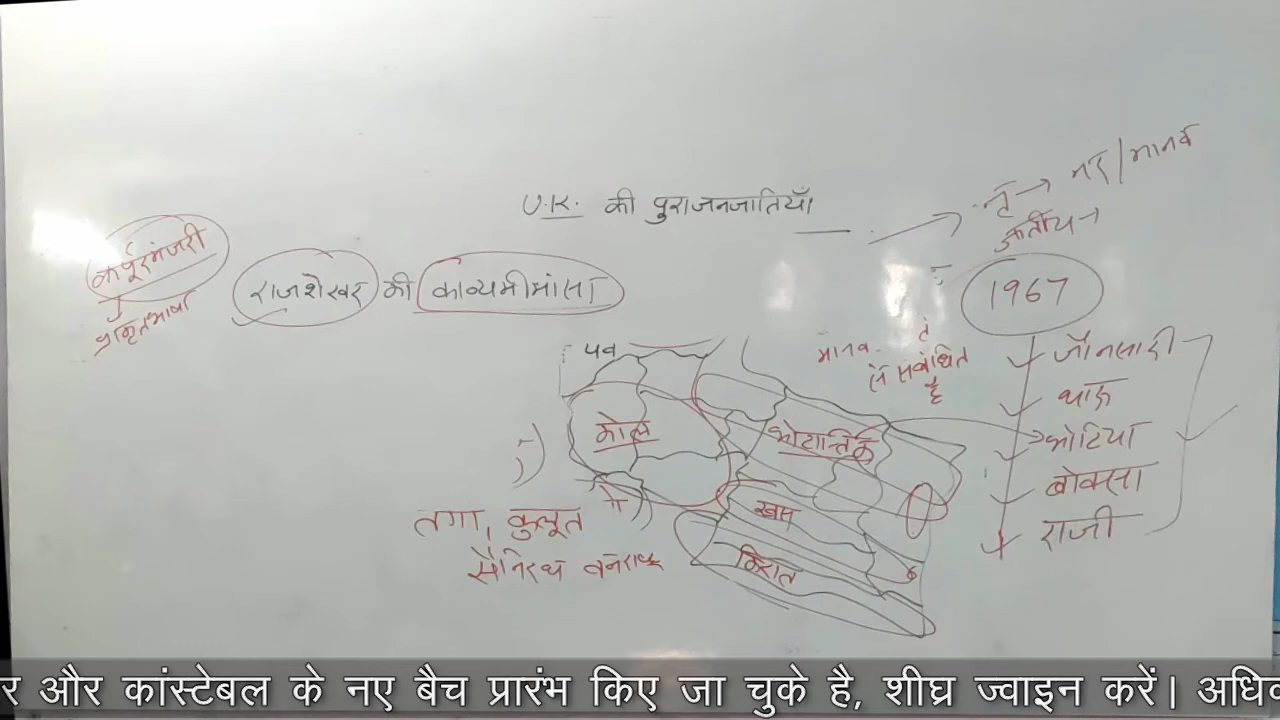 U.K. की पुराजनजातियाँ
नृ → नर/मानव
जातीय →
कर्पूरमंजरी
प्राकृतभाषा
राजशेखर की काव्यमीमांसा
1967
मानव
से संबंधित
है
जौनसारी
थारू
भोटिया
बोक्सा
राजी
कोल
भोटान्तिक
खस
किरात
तगण, कुलूत
सैनिरध वनराष्ट्र
र और कांस्टेबल के नए बैच प्रारंभ किए जा चुके है, शीघ्र ज्वाइन करें। अधिक